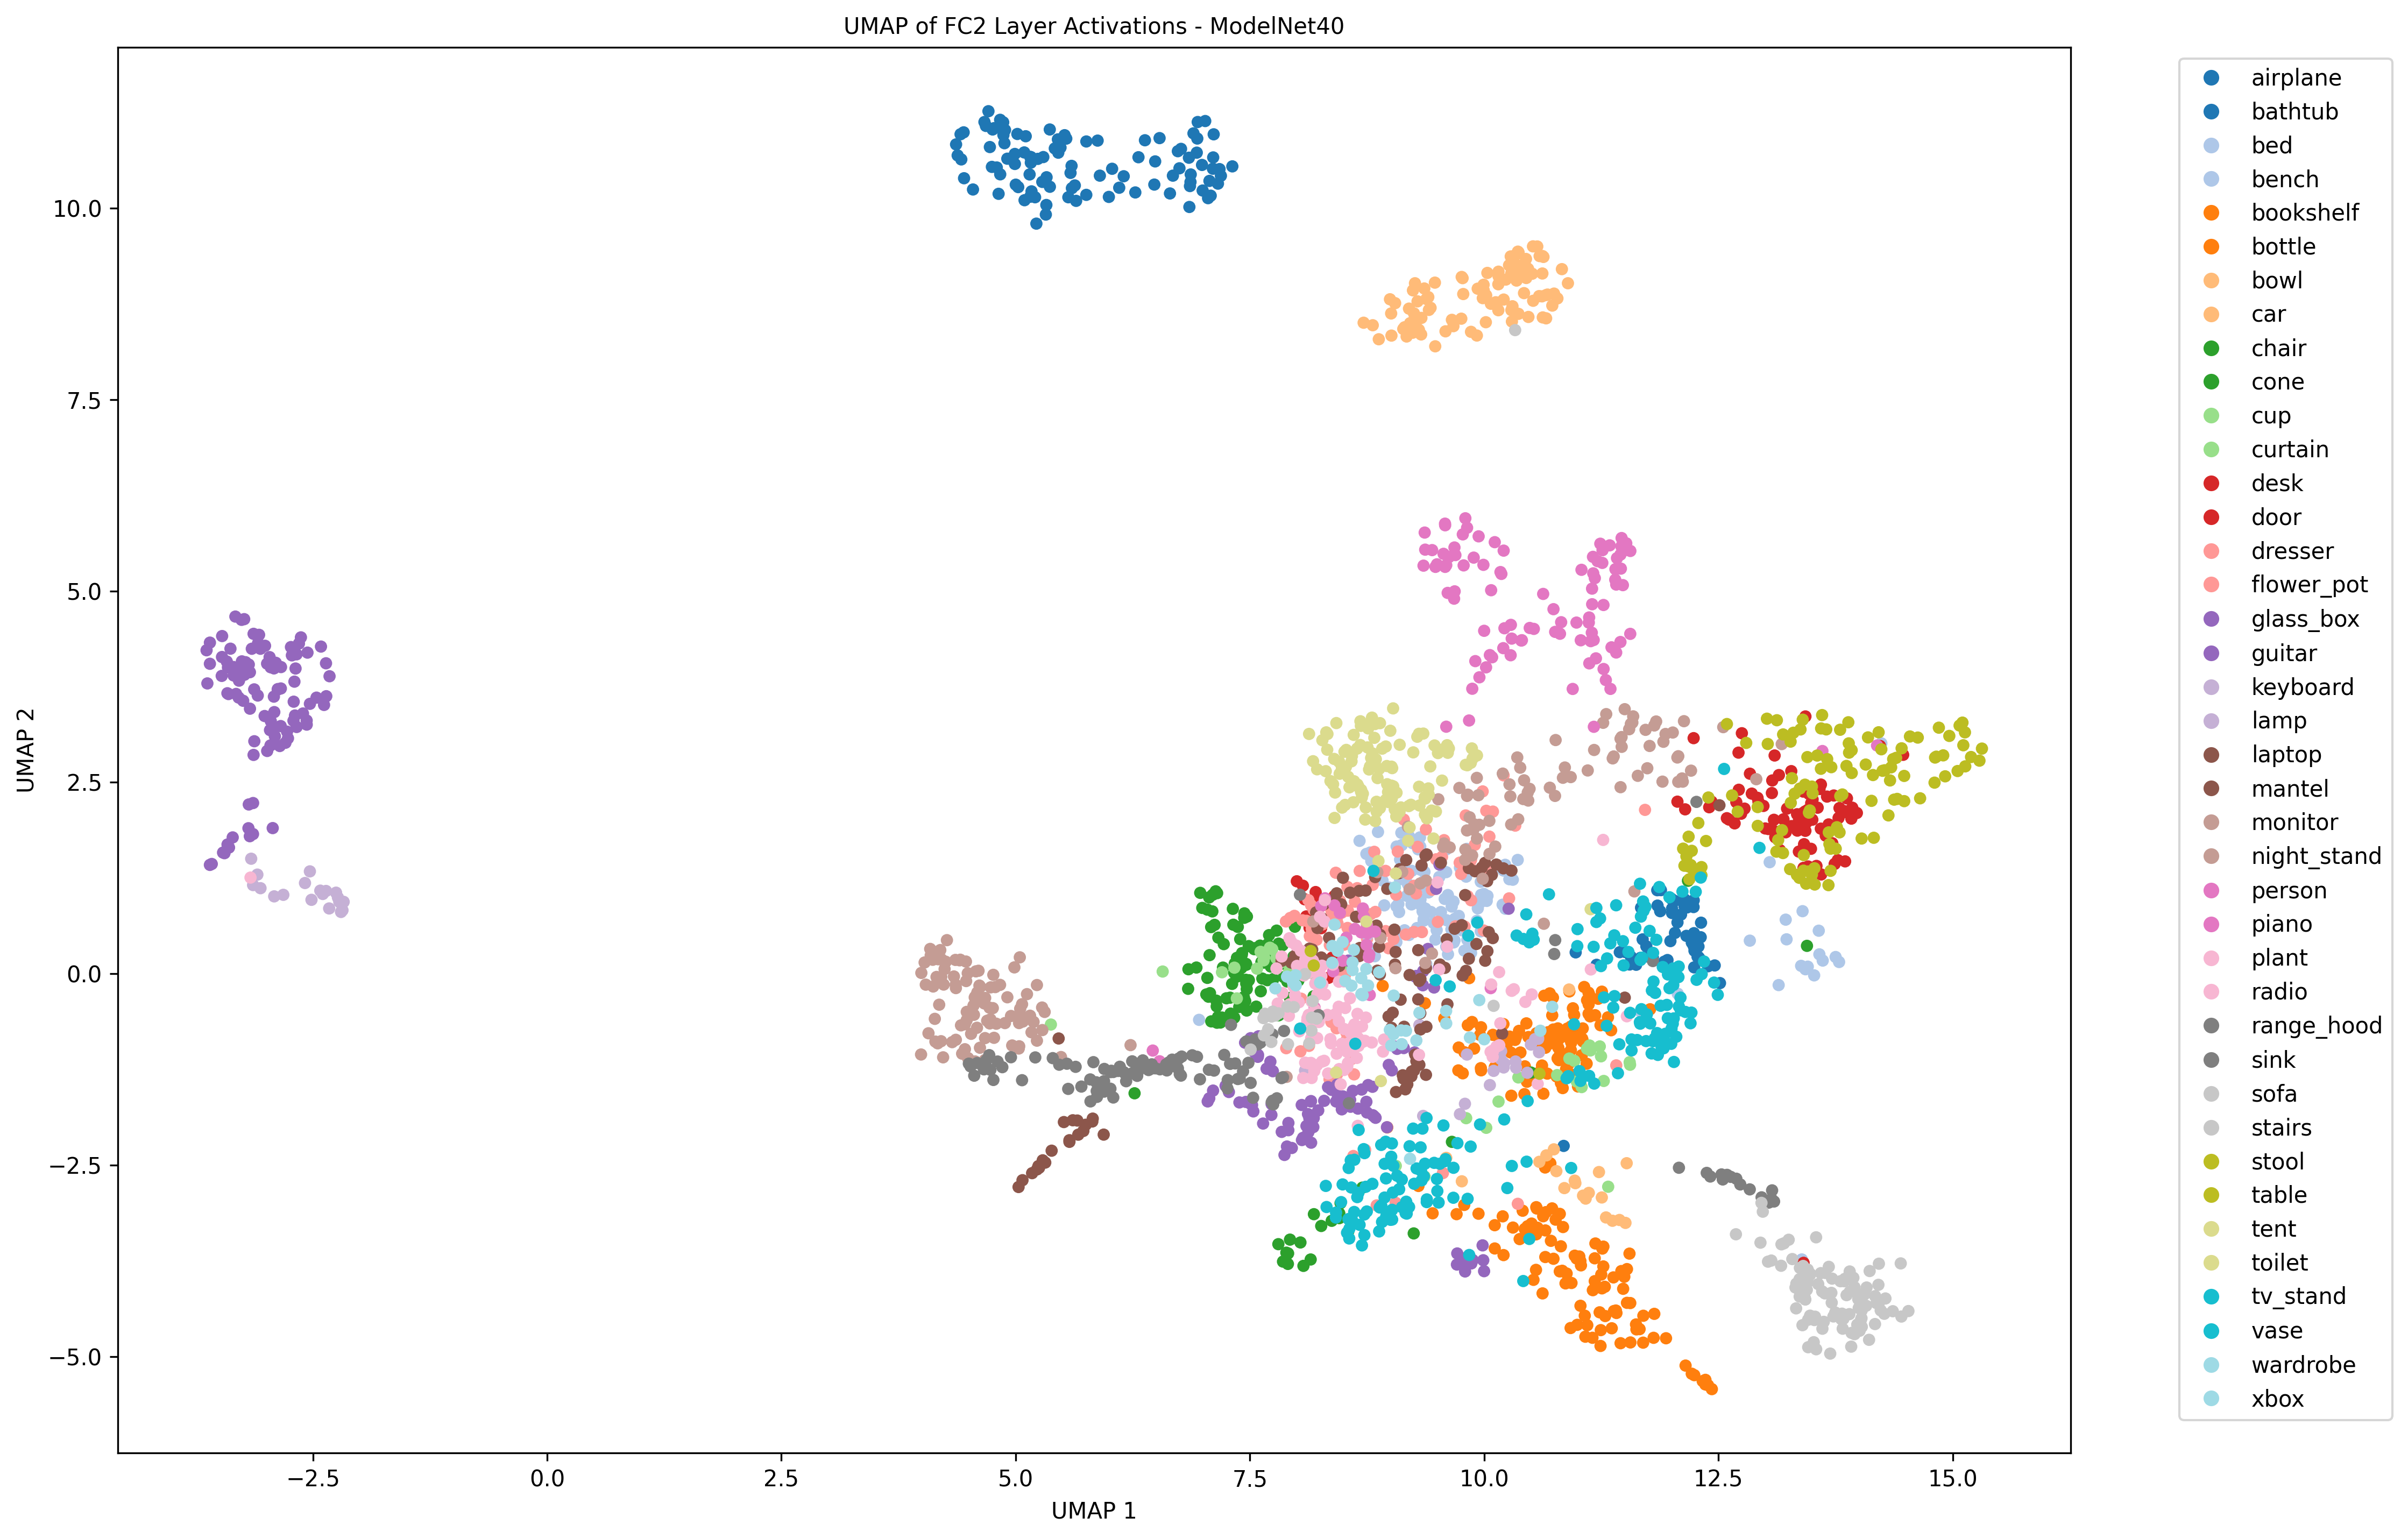 UMAP of FC2 Layer Activations - ModelNet40
10.0
7.5
5.0
2.5
0.0
−2.5
−5.0
UMAP 2
−2.5
0.0
2.5
5.0
7.5
10.0
12.5
15.0
UMAP 1
airplane
bathtub
bed
bench
bookshelf
bottle
bowl
car
chair
cone
cup
curtain
desk
door
dresser
flower_pot
glass_box
guitar
keyboard
lamp
laptop
mantel
monitor
night_stand
person
piano
plant
radio
range_hood
sink
sofa
stairs
stool
table
tent
toilet
tv_stand
vase
wardrobe
xbox